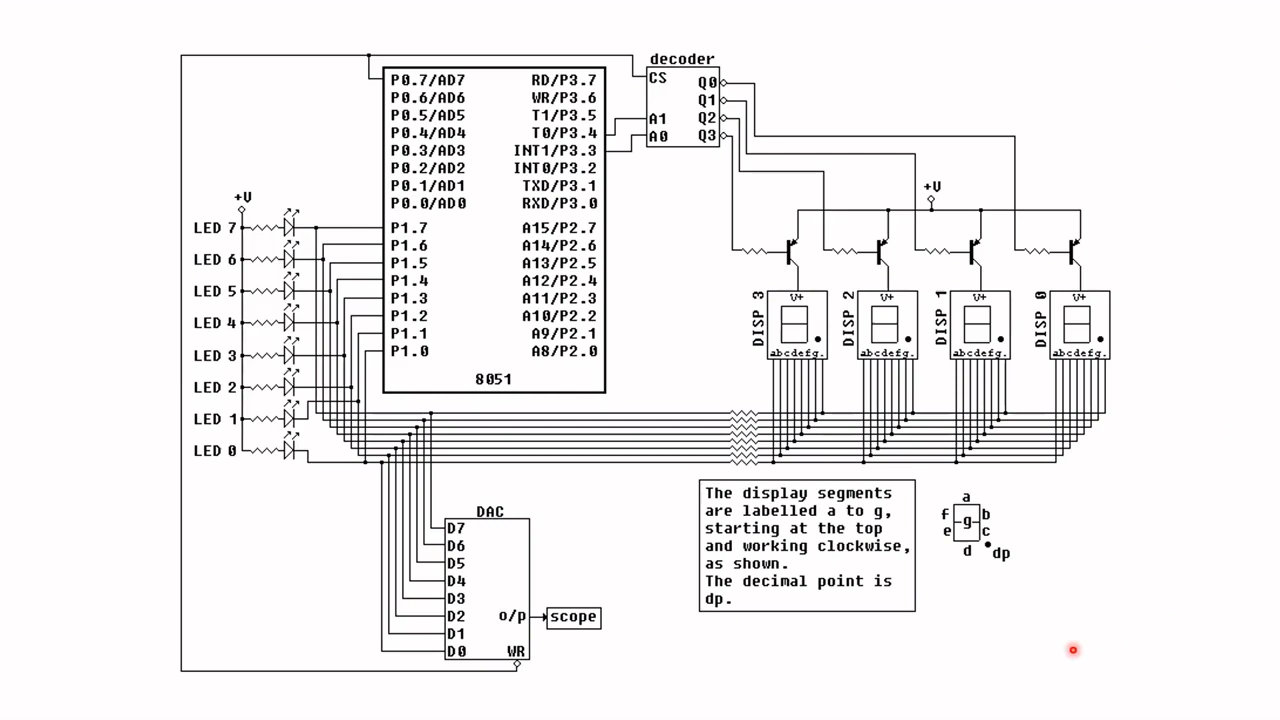 decoder
P0.7/AD7 RD/P3.7 CS Q0
P0.6/AD6 WR/P3.6 Q1
P0.5/AD5 T1/P3.5 A1 Q2
P0.4/AD4 T0/P3.4 A0 Q3
P0.3/AD3 INT1/P3.3
P0.2/AD2 INT0/P3.2
P0.1/AD1 TXD/P3.1
P0.0/AD0 RXD/P3.0
+V
+V
LED 7 P1.7 A15/P2.7
LED 6 P1.6 A14/P2.6
LED 5 P1.5 A13/P2.5
LED 4 P1.4 A12/P2.4
LED 3 P1.3 A11/P2.3
LED 2 P1.2 A10/P2.2
LED 1 P1.1 A9/P2.1
LED 0 P1.0 A8/P2.0
8051
DISP 3 V+ abcdefg.
DISP 2 V+ abcdefg.
DISP 1 V+ abcdefg.
DISP 0 V+ abcdefg.
DAC
D7
D6
D5
D4
D3
D2 o/p scope
D1
D0 WR
The display segments
are labelled a to g,
starting at the top
and working clockwise,
as shown.
The decimal point is
dp.
a
f b
g
e c
d dp